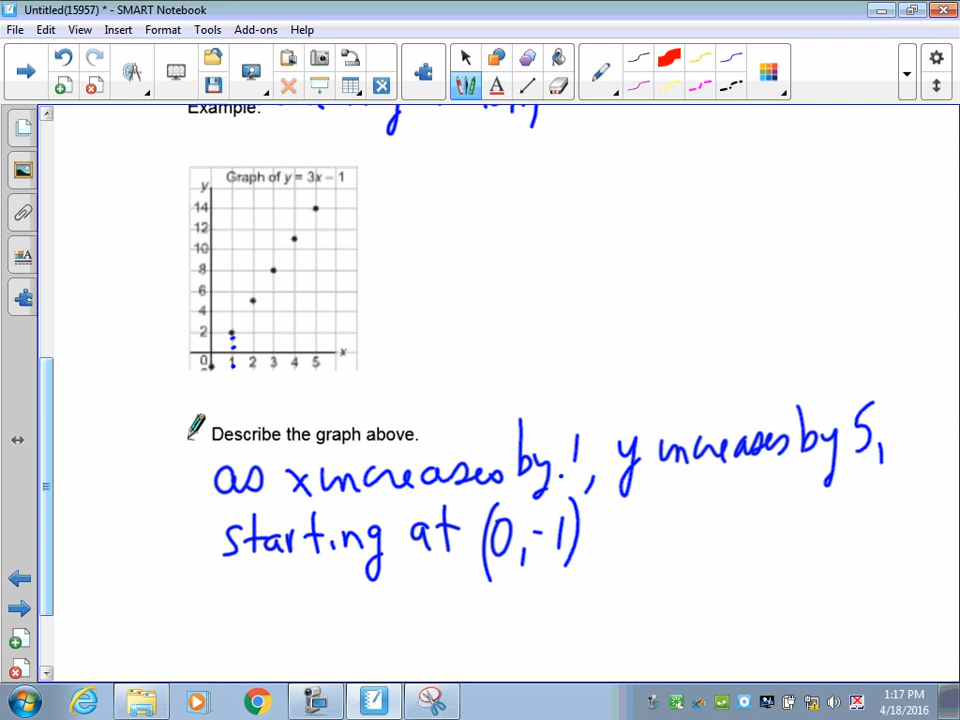 Untitled(15957) * - SMART Notebook
File Edit View Insert Format Tools Add-ons Help
Example:
Graph of y = 3x – 1
y
14
12
10
8
6
4
2
0 1 2 3 4 5 x
Describe the graph above.
as x increases by 1, y increases by 5,
starting at (0,-1)
1:17 PM
4/18/2016